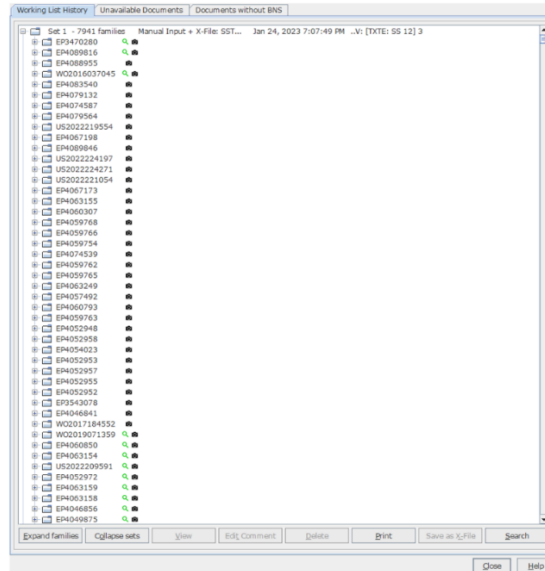 Working List History Unavailable Documents Documents without BNS
Set 1 - 7941 families Manual Input + X-File: SST... Jan 24, 2023 7:07:49 PM ..V: [TXTE: SS 12] 3
EP3470280
EP4089816
EP4088955
WO2016037045
EP4083540
EP4079132
EP4074587
EP4079564
US2022219554
EP4067198
EP4089846
US2022224197
US2022224271
US2022221054
EP4067173
EP4063155
EP4060307
EP4059768
EP4059766
EP4059754
EP4074539
EP4059762
EP4059765
EP4063249
EP4057492
EP4060793
EP4059763
EP4052948
EP4052958
EP4054023
EP4052953
EP4052957
EP4052955
EP4052952
EP3543078
EP4046841
WO2017184552
WO2019071359
EP4060850
EP4063154
US2022209591
EP4052972
EP4063159
EP4063158
EP4046856
EP4049875
Expand families Collapse sets View Edit Comment Delete Print Save as X-File Search
Close Help